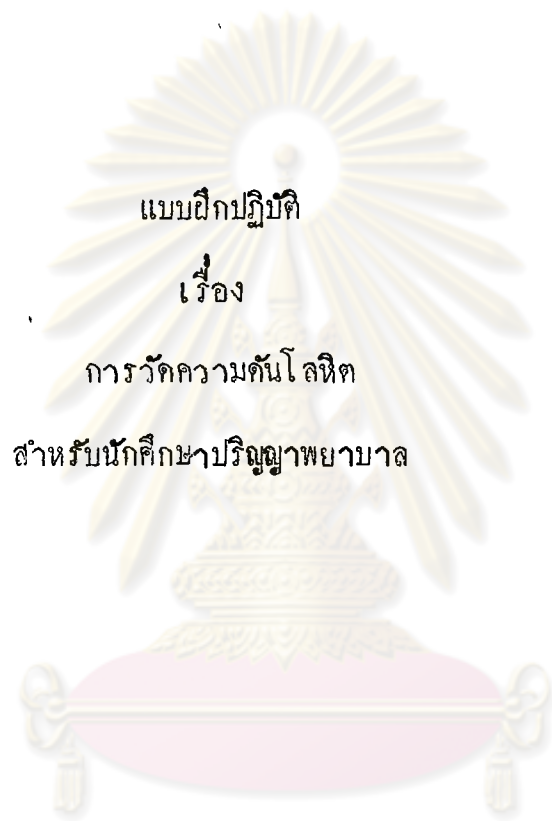 แบบฝึกปฏิบัติ
เรื่อง
การวัดความดันโลหิต
สำหรับนักศึกษาปริญญาพยาบาล